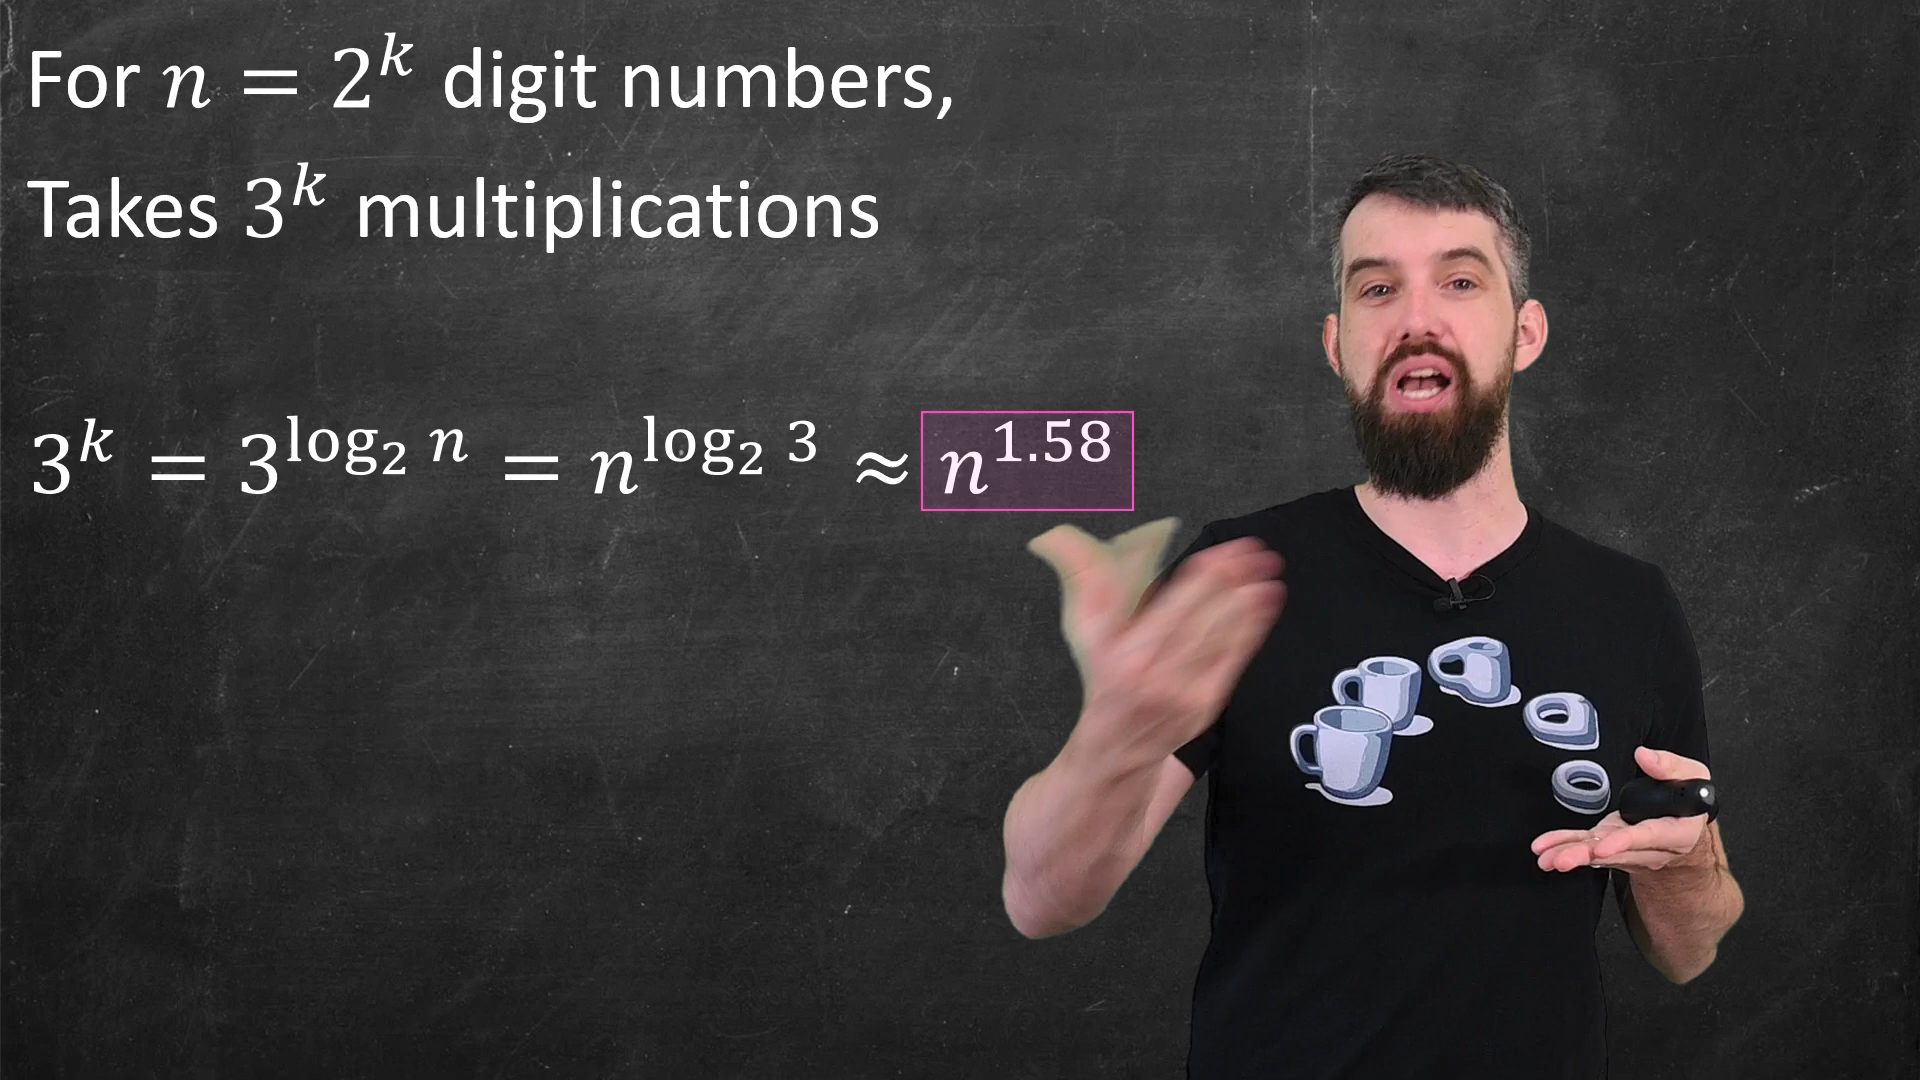 For n = 2^k digit numbers,
Takes 3^k multiplications
3^k = 3^{log_2 n} = n^{log_2 3} ≈ n^{1.58}